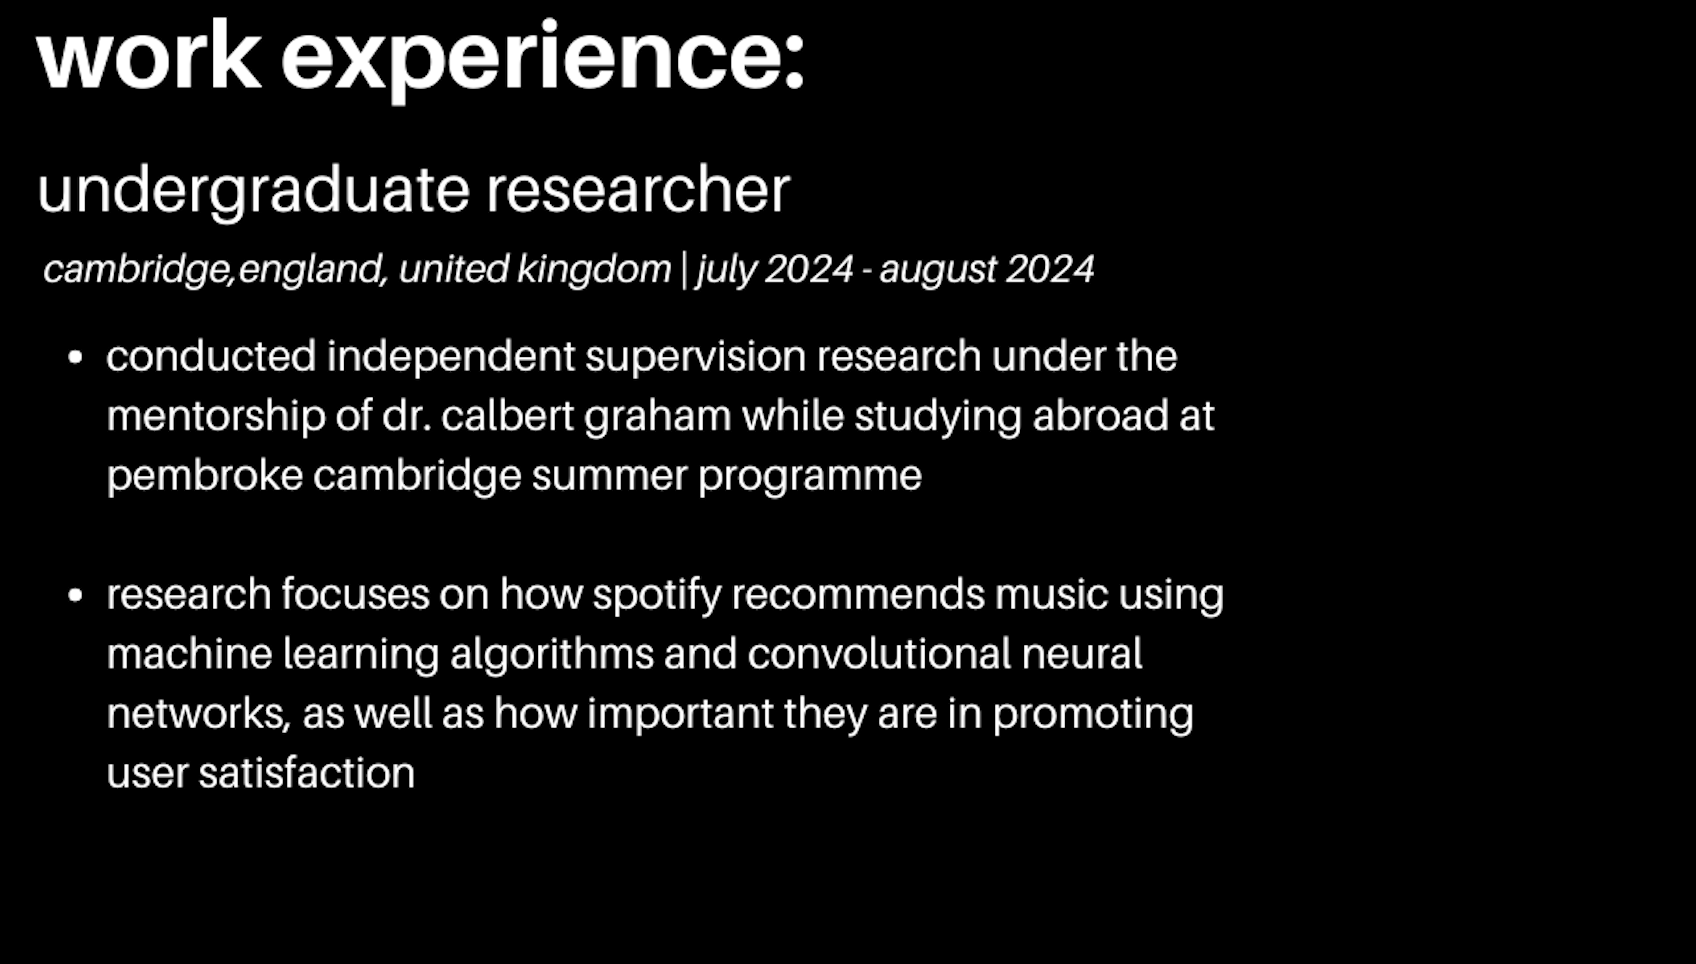 work experience:
undergraduate researcher
cambridge,england, united kingdom | july 2024 - august 2024
• conducted independent supervision research under the
mentorship of dr. calbert graham while studying abroad at
pembroke cambridge summer programme
• research focuses on how spotify recommends music using
machine learning algorithms and convolutional neural
networks, as well as how important they are in promoting
user satisfaction